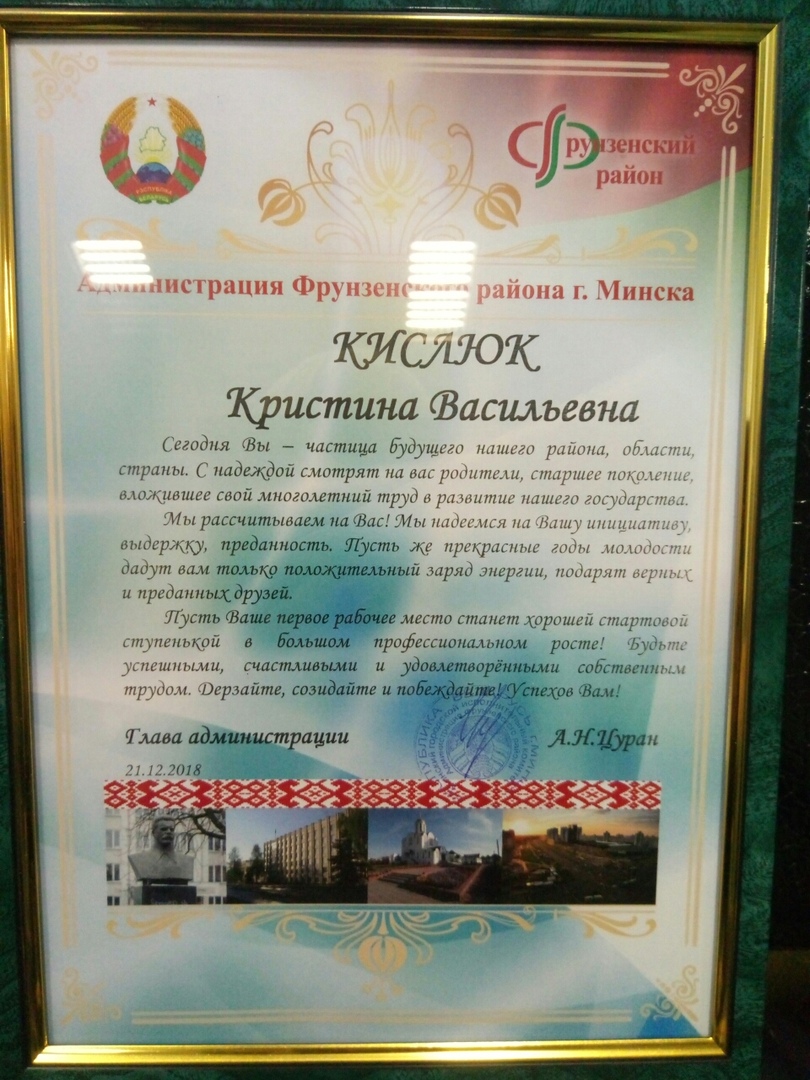 Фрунзенский
район
Администрация Фрунзенского района г. Минска
КИСЛЮК
Кристина Васильевна
Сегодня Вы – частица будущего нашего района, области,
страны. С надеждой смотрят на вас родители, старшее поколение,
вложившее свой многолетний труд в развитие нашего государства.
Мы рассчитываем на Вас! Мы надеемся на Вашу инициативу,
выдержку, преданность. Пусть же прекрасные годы молодости
дадут вам только положительный заряд энергии, подарят верных
и преданных друзей.
Пусть Ваше первое рабочее место станет хорошей стартовой
ступенькой в большом профессиональном росте! Будьте
успешными, счастливыми и удовлетворёнными собственным
трудом. Дерзайте, созидайте и побеждайте! Успехов Вам!
Глава администрации А.Н.Цуран
21.12.2018